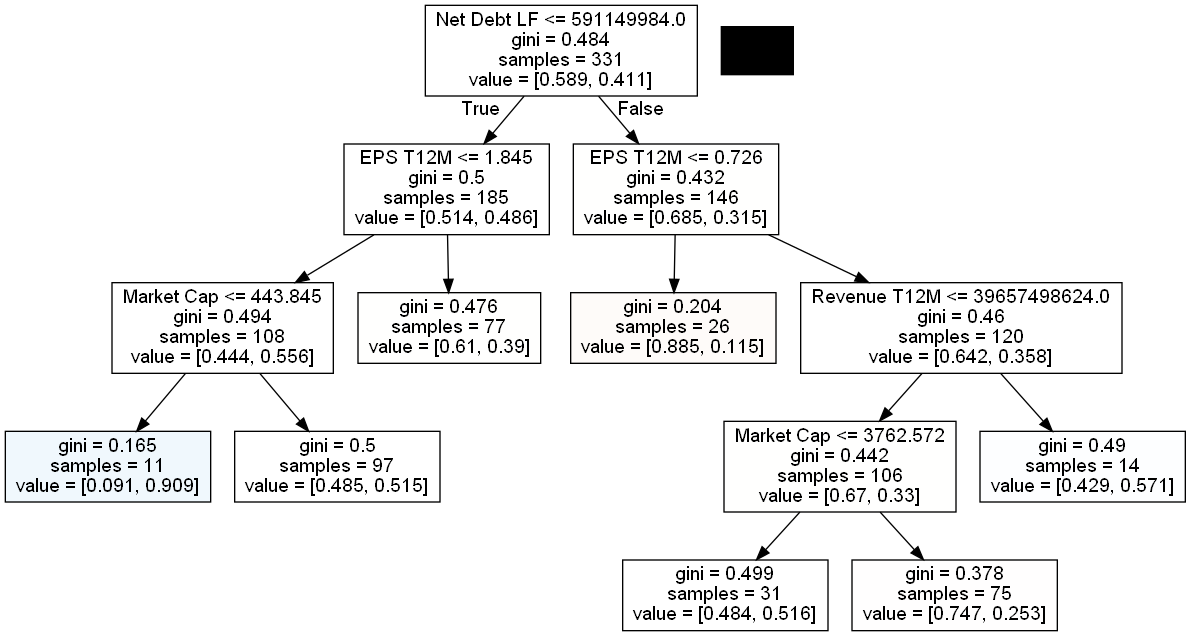 Net Debt LF <= 591149984.0
gini = 0.484
samples = 331
value = [0.589, 0.411]
True
False
EPS T12M <= 1.845
gini = 0.5
samples = 185
value = [0.514, 0.486]
EPS T12M <= 0.726
gini = 0.432
samples = 146
value = [0.685, 0.315]
Market Cap <= 443.845
gini = 0.494
samples = 108
value = [0.444, 0.556]
gini = 0.476
samples = 77
value = [0.61, 0.39]
gini = 0.204
samples = 26
value = [0.885, 0.115]
Revenue T12M <= 39657498624.0
gini = 0.46
samples = 120
value = [0.642, 0.358]
gini = 0.165
samples = 11
value = [0.091, 0.909]
gini = 0.5
samples = 97
value = [0.485, 0.515]
Market Cap <= 3762.572
gini = 0.442
samples = 106
value = [0.67, 0.33]
gini = 0.49
samples = 14
value = [0.429, 0.571]
gini = 0.499
samples = 31
value = [0.484, 0.516]
gini = 0.378
samples = 75
value = [0.747, 0.253]